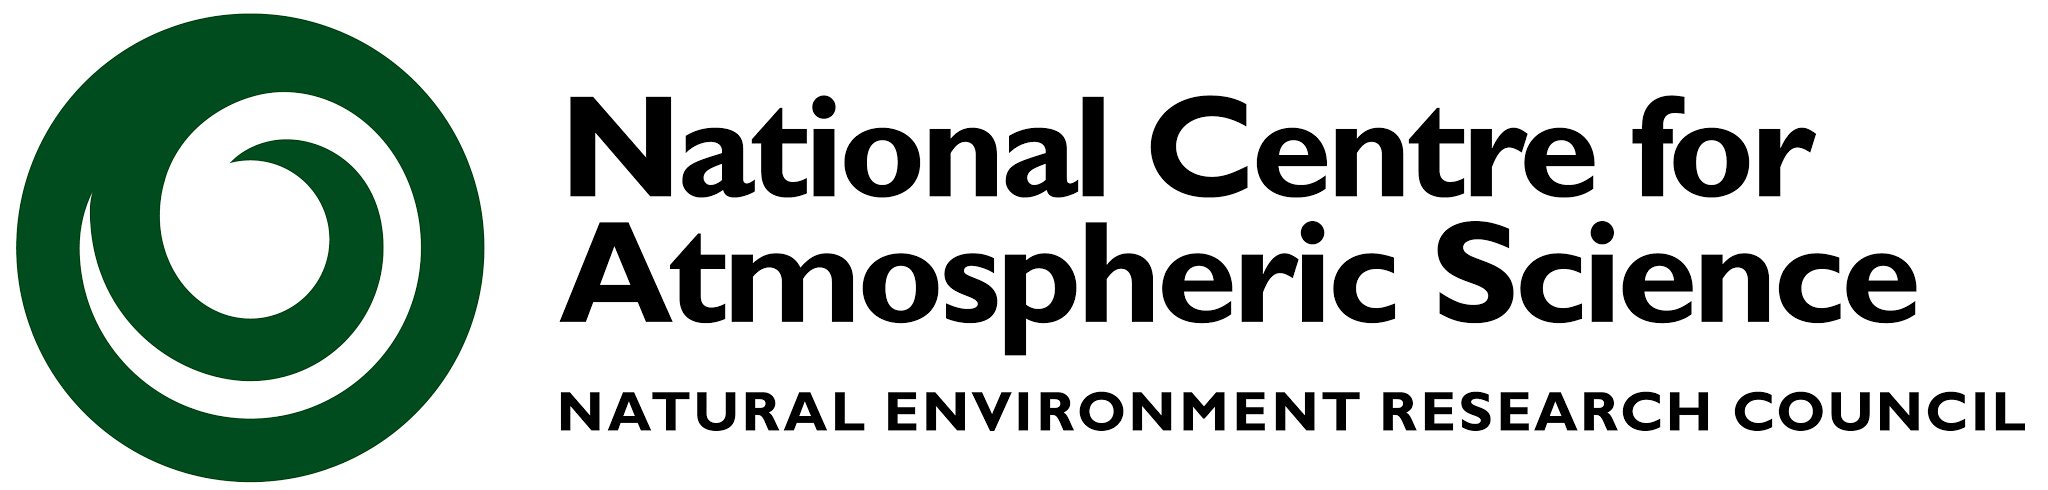 National Centre for
Atmospheric Science
NATURAL ENVIRONMENT RESEARCH COUNCIL